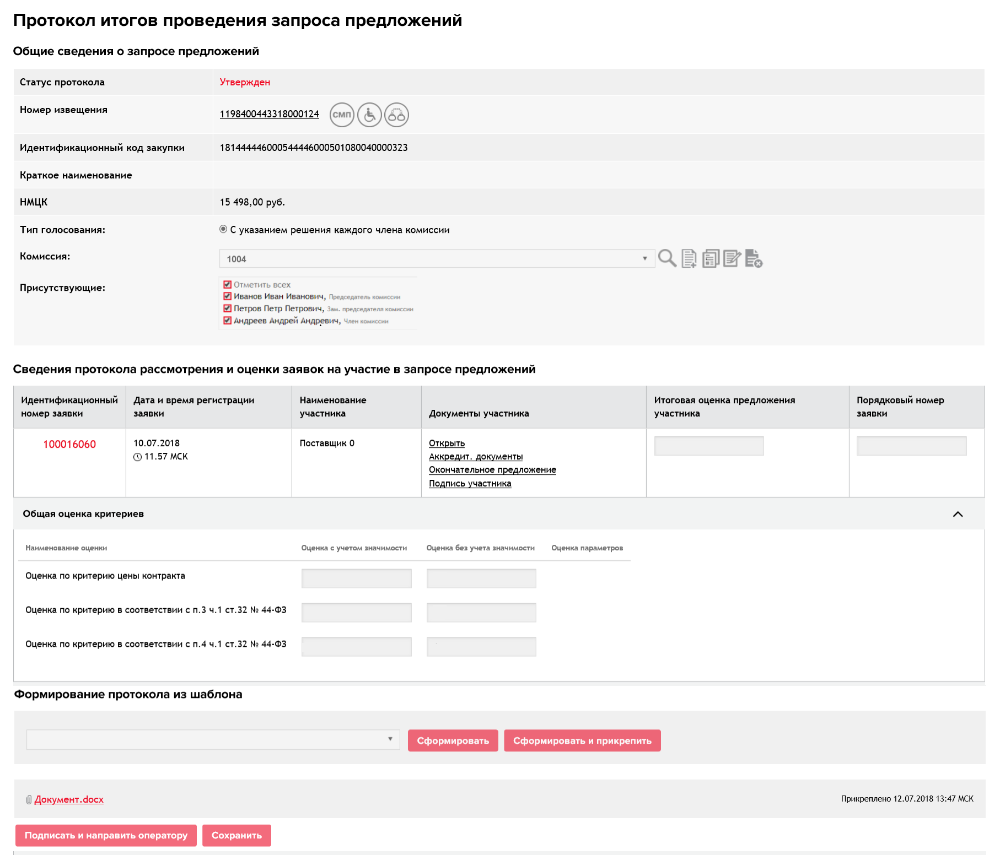 Протокол итогов проведения запроса предложений
Общие сведения о запросе предложений
Статус протокола Утвержден
Номер извещения 1198400443318000124 СМП
Идентификационный код закупки 181444446000544446000501080040000323
Краткое наименование
НМЦК 15 498,00 руб.
Тип голосования: С указанием решения каждого члена комиссии
Комиссия: 1004
Присутствующие:
Отметить всех
Иванов Иван Иванович, Председатель комиссии
Петров Петр Петрович, Зам. председателя комиссии
Андреев Андрей Андревич, Член комиссии
Сведения протокола рассмотрения и оценки заявок на участие в запросе предложений
Идентификационный номер заявки
Дата и время регистрации заявки
Наименование участника
Документы участника
Итоговая оценка предложения участника
Порядковый номер заявки
100016060
10.07.2018
11.57 МСК
Поставщик 0
Открыть
Аккредит. документы
Окончательное предложение
Подпись участника
Общая оценка критериев
Наименование оценки Оценка с учетом значимости Оценка без учета значимости Оценка параметров
Оценка по критерию цены контракта
Оценка по критерию в соответствии с п.3 ч.1 ст.32 № 44-ФЗ
Оценка по критерию в соответствии с п.4 ч.1 ст.32 № 44-ФЗ
Формирование протокола из шаблона
Сформировать Сформировать и прикрепить
Документ.docx Прикреплено 12.07.2018 13:47 МСК
Подписать и направить оператору Сохранить